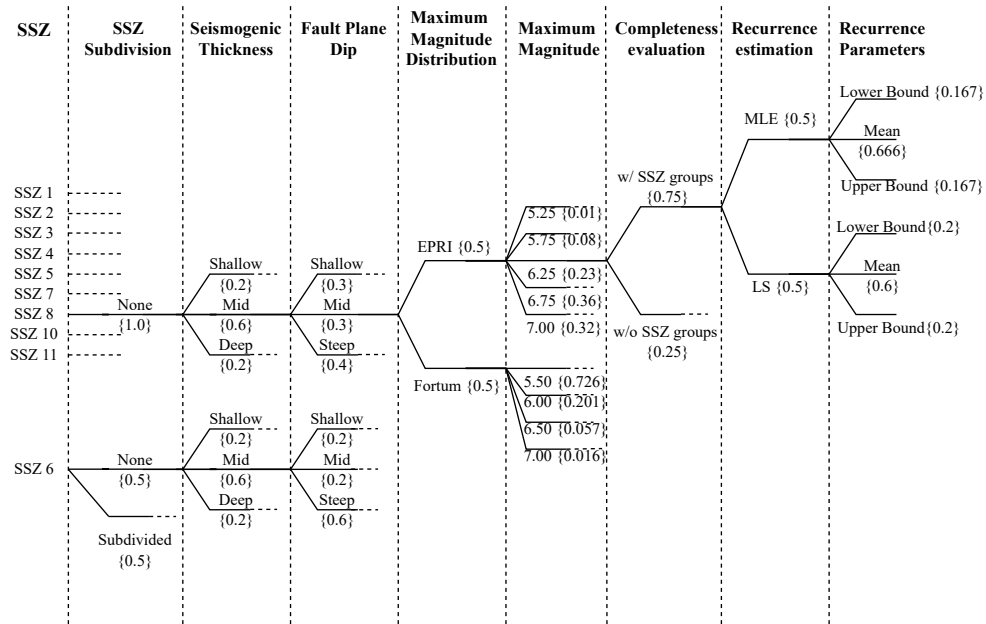 SSZ
SSZ
Subdivision
Seismogenic
Thickness
Fault Plane
Dip
Maximum
Magnitude
Distribution
Maximum
Magnitude
Completeness
evaluation
Recurrence
estimation
Recurrence
Parameters
SSZ 1
SSZ 2
SSZ 3
SSZ 4
SSZ 5
SSZ 7
SSZ 8
SSZ 10
SSZ 11
None
{1.0}
Shallow
{0.2}
Mid
{0.6}
Deep
{0.2}
Shallow
{0.3}
Mid
{0.3}
Steep
{0.4}
EPRI {0.5}
Fortum {0.5}
5.25 {0.01}
5.75 {0.08}
6.25 {0.23}
6.75 {0.36}
7.00 {0.32}
5.50 {0.726}
6.00 {0.201}
6.50 {0.057}
7.00 {0.016}
w/ SSZ groups
{0.75}
w/o SSZ groups
{0.25}
MLE {0.5}
LS {0.5}
Lower Bound {0.167}
Mean
{0.666}
Upper Bound {0.167}
Lower Bound{0.2}
Mean
{0.6}
Upper Bound{0.2}
SSZ 6
None
{0.5}
Subdivided
{0.5}
Shallow
{0.2}
Mid
{0.6}
Deep
{0.2}
Shallow
{0.2}
Mid
{0.2}
Steep
{0.6}